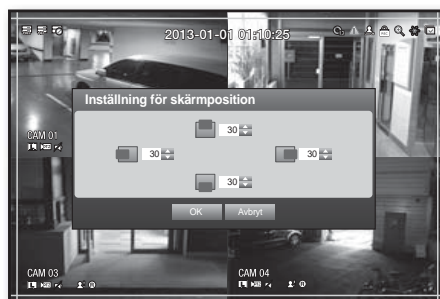 2013-01-01 01:10:25
Inställning för skärmposition
CAM 01
30
30
30
30
OK
Avbryt
CAM 03
CAM 04